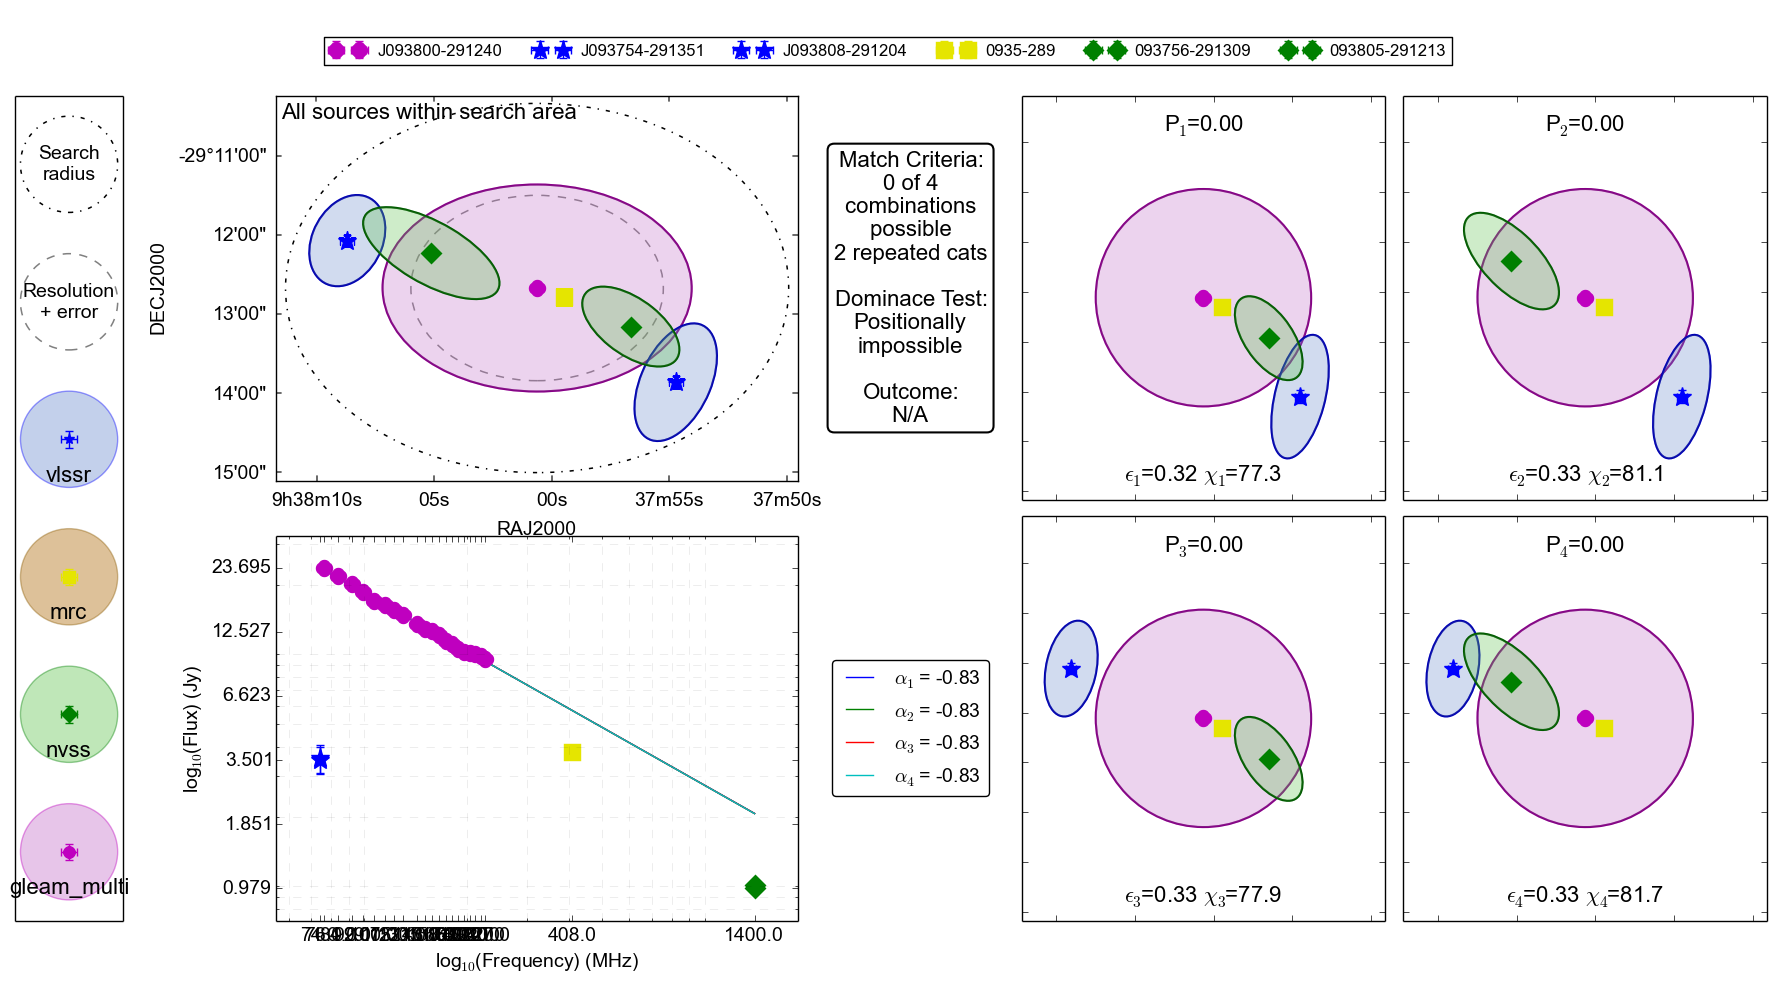 J093800-291240 J093754-291351 J093808-291204 0935-289 093756-291309 093805-291213
Search
radius
Resolution
+ error
vlssr
mrc
nvss
gleam_multi
All sources within search area
DECJ2000
-29°11'00"
12'00"
13'00"
14'00"
15'00"
9h38m10s 05s 00s 37m55s 37m50s
RAJ2000
Match Criteria:
0 of 4
combinations
possible
2 repeated cats
Dominace Test:
Positionally
impossible
Outcome:
N/A
P1=0.00
ϵ1=0.32 χ1=77.3
P2=0.00
ϵ2=0.33 χ2=81.1
log10(Flux) (Jy)
23.695
12.527
6.623
3.501
1.851
0.979
408.0 1400.0
log10(Frequency) (MHz)
α1 = -0.83
α2 = -0.83
α3 = -0.83
α4 = -0.83
P3=0.00
ϵ3=0.33 χ3=77.9
P4=0.00
ϵ4=0.33 χ4=81.7